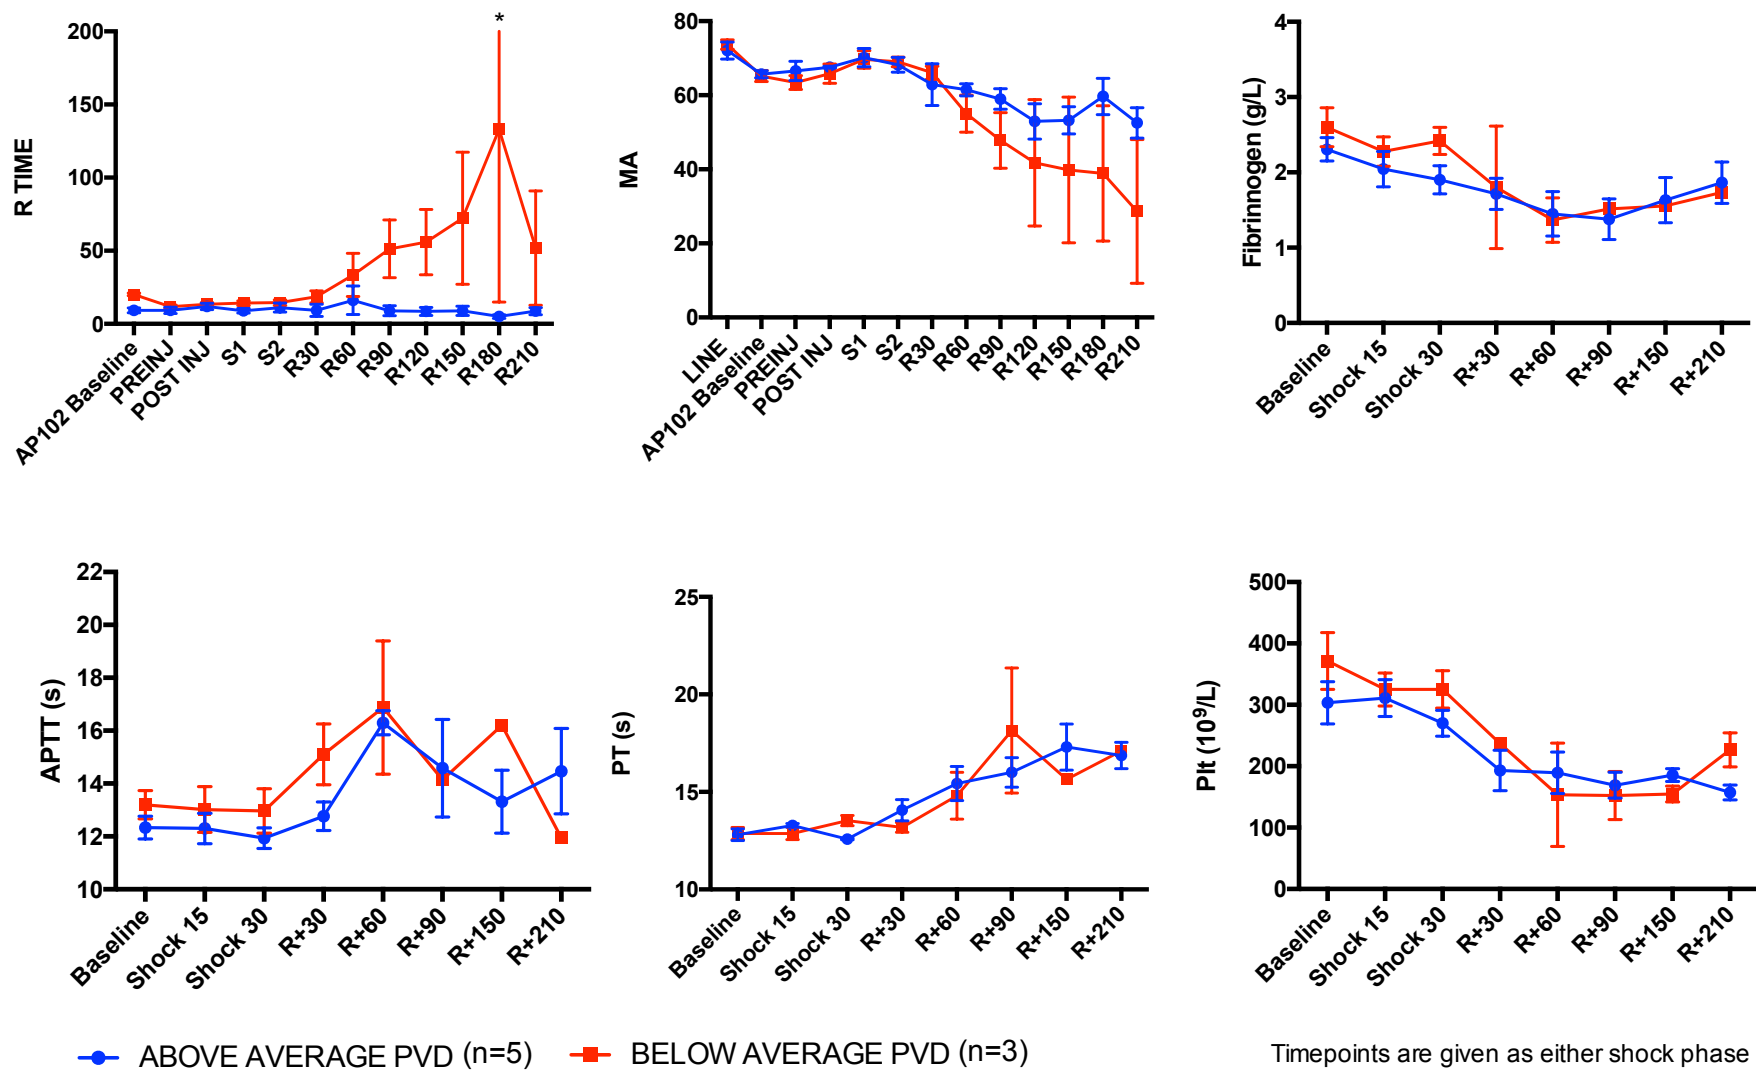 *
R TIME
200
150
100
50
0
AP102 Baseline
PREINJ
POST INJ
S1
S2
R30
R60
R90
R120
R150
R180
R210
MA
80
60
40
20
0
LINE
AP102 Baseline
PREINJ
POST INJ
S1
S2
R30
R60
R90
R120
R150
R180
R210
Fibrinnogen (g/L)
4
3
2
1
0
Baseline
Shock 15
Shock 30
R+30
R+60
R+90
R+150
R+210
APTT (s)
22
20
18
16
14
12
10
Baseline
Shock 15
Shock 30
R+30
R+60
R+90
R+150
R+210
PT (s)
25
20
15
10
Baseline
Shock 15
Shock 30
R+30
R+60
R+90
R+150
R+210
Plt (10⁹/L)
500
400
300
200
100
0
Baseline
Shock 15
Shock 30
R+30
R+60
R+90
R+150
R+210
ABOVE AVERAGE PVD (n=5) BELOW AVERAGE PVD (n=3)
Timepoints are given as either shock phase